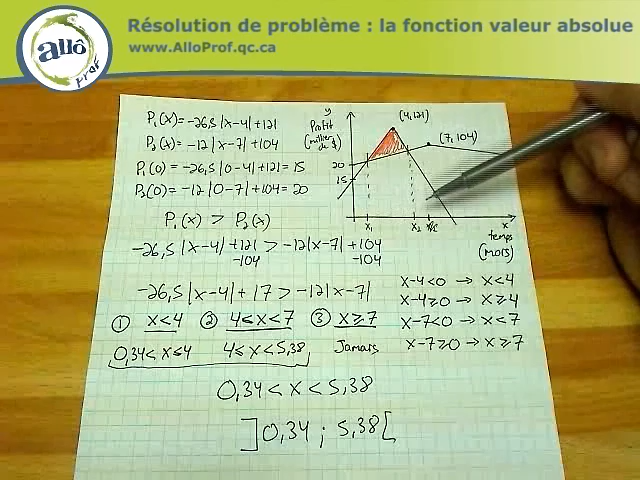 allô prof
Résolution de problème : la fonction valeur absolue
www.AlloProf.qc.ca
P₁(x) = -26,5 |x-4| + 121
P₂(x) = -12 |x-7| + 104
P₁(0) = -26,5 |0-4| + 121 = 15
P₂(0) = -12 |0-7| + 104 = 20
y
Profit
(millier de $)
(4,121)
(7,104)
20
15
x₁
x₂
x
temps
(mois)
P₁(x) > P₂(x)
-26,5 |x-4| + 121 > -12 |x-7| + 104
-104 -104
-26,5 |x-4| + 17 > -12 |x-7|
① x<4 ② 4≤x<7 ③ x≥7
0,34 < x ≤ 4 4 ≤ x < 5,38 Jamais
x-4<0 → x<4
x-4≥0 → x≥4
x-7<0 → x<7
x-7≥0 → x≥7
0,34 < x < 5,38
]0,34 ; 5,38[